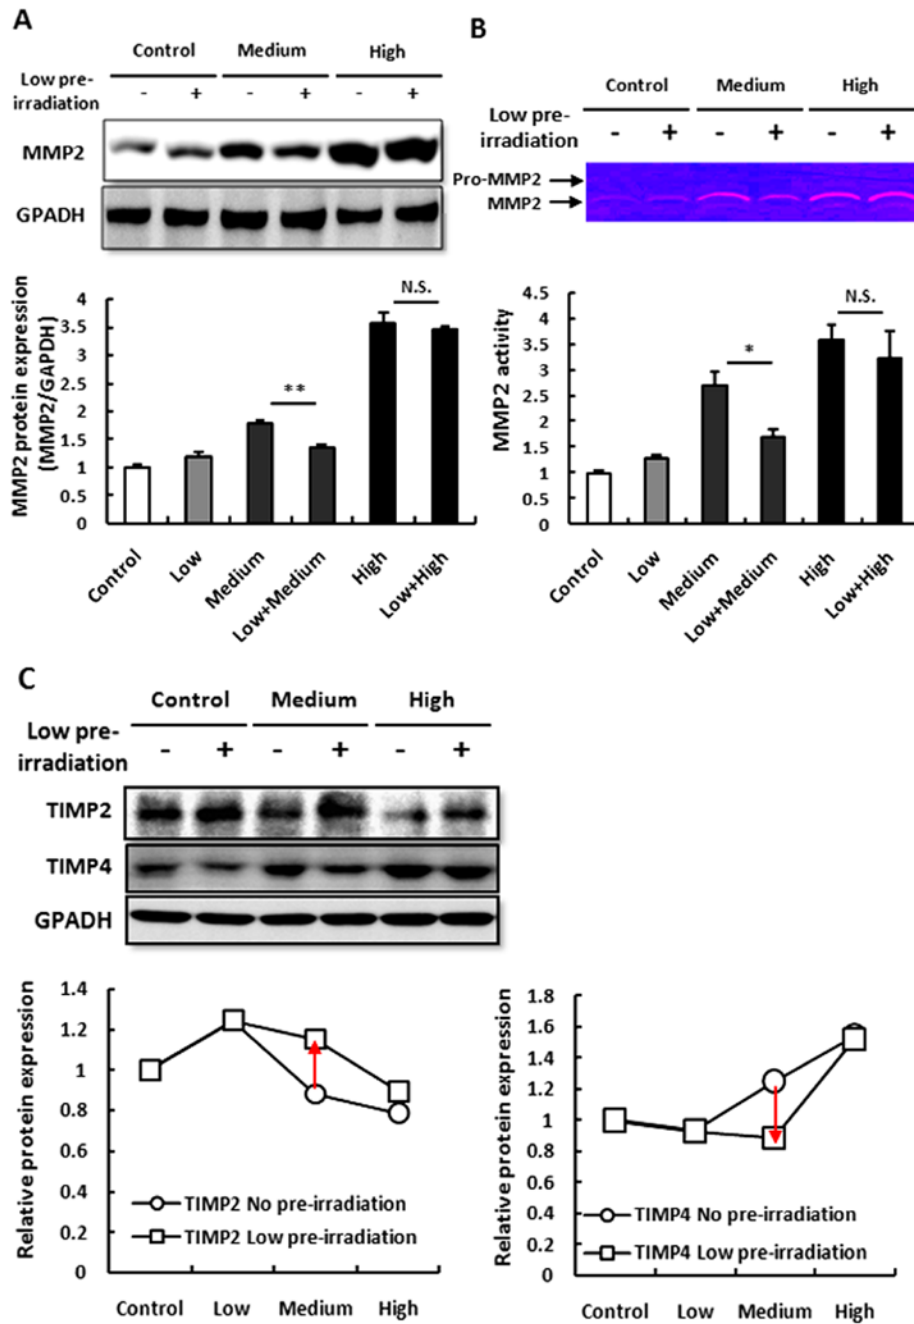 A
Control Medium High
Low pre-
irradiation - + - + - +
MMP2
GPADH
MMP2 protein expression
(MMP2/GAPDH)
4
3.5
3
2.5
2
1.5
1
0.5
0
**
N.S.
Control Low Medium Low+Medium High Low+High
B
Control Medium High
Low pre-
irradiation - + - + - +
Pro-MMP2
MMP2
MMP2 activity
4.5
4
3.5
3
2.5
2
1.5
1
0.5
0
*
N.S.
Control Low Medium Low+Medium High Low+High
C
Control Medium High
Low pre-
irradiation - + - + - +
TIMP2
TIMP4
GPADH
Relative protein expression
1.4
1.2
1
0.8
0.6
0.4
0.2
0
TIMP2 No pre-irradiation
TIMP2 Low pre-irradiation
Control Low Medium High
Relative protein expression
1.8
1.6
1.4
1.2
1
0.8
0.6
0.4
0.2
0
TIMP4 No pre-irradiation
TIMP4 Low pre-irradiation
Control Low Medium High